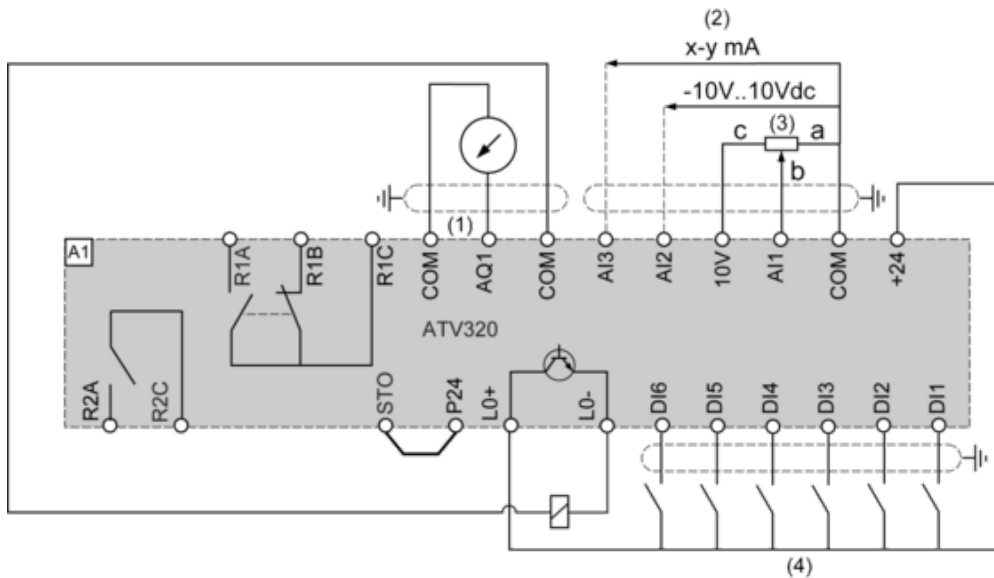 (2)
x-y mA
-10V..10Vdc
c (3) a
b
(1)
A1
R1A R1B R1C COM AQ1 COM AI3 AI2 10V AI1 COM +24
ATV320
R2A R2C STO P24 L0+ L0- DI6 DI5 DI4 DI3 DI2 DI1
(4)